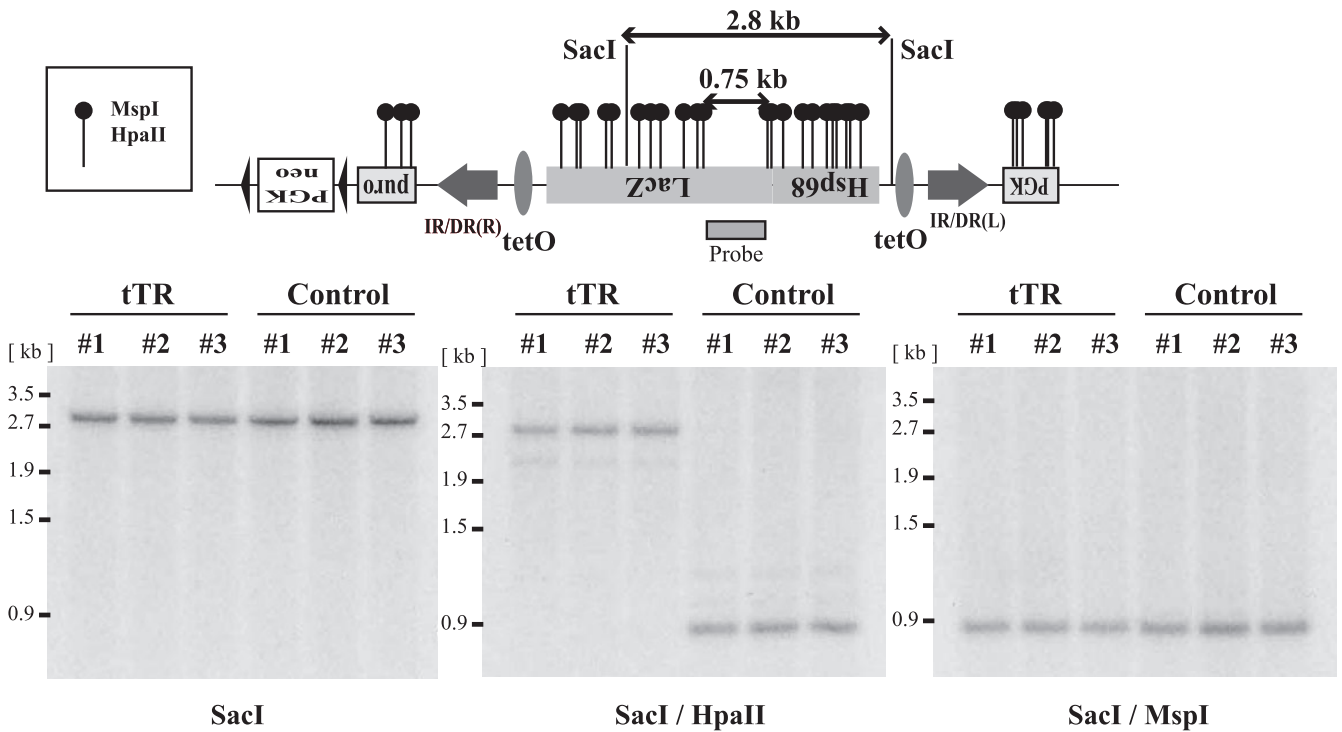 2.8 kb
SacI
SacI
0.75 kb
MspI
HpaII
PGK
neo
puro
LacZ
Hsp68
PGK
IR/DR(R)
tetO
Probe
tetO
IR/DR(L)
tTR
Control
[ kb ]
#1
#2
#3
#1
#2
#3
3.5
2.7
1.9
1.5
0.9
SacI
tTR
Control
[ kb ]
#1
#2
#3
#1
#2
#3
3.5
2.7
1.9
1.5
0.9
SacI / HpaII
tTR
Control
[ kb ]
#1
#2
#3
#1
#2
#3
3.5
2.7
1.9
1.5
0.9
SacI / MspI